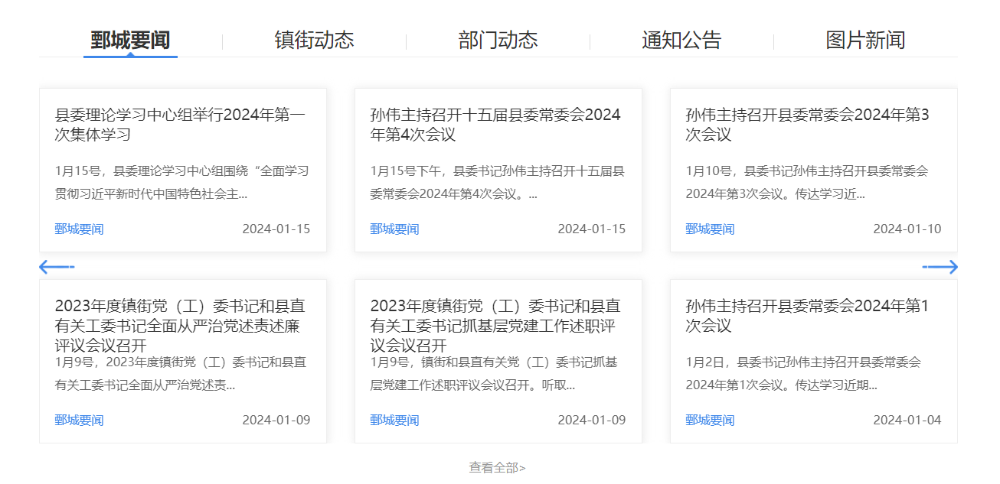 鄄城要闻
镇街动态
部门动态
通知公告
图片新闻
县委理论学习中心组举行2024年第一
次集体学习
1月15号，县委理论学习中心组围绕“全面学习
贯彻习近平新时代中国特色社会主...
鄄城要闻
2024-01-15
孙伟主持召开十五届县委常委会2024
年第4次会议
1月15号下午，县委书记孙伟主持召开十五届县
委常委会2024年第4次会议。...
鄄城要闻
2024-01-15
孙伟主持召开县委常委会2024年第3
次会议
1月10号，县委书记孙伟主持召开县委常委会
2024年第3次会议。传达学习近...
鄄城要闻
2024-01-10
2023年度镇街党（工）委书记和县直
有关工委书记全面从严治党述责述廉
评议会议召开
1月9号，2023年度镇街党（工）委书记和县直
有关工委书记全面从严治党述责...
鄄城要闻
2024-01-09
2023年度镇街党（工）委书记和县直
有关工委书记抓基层党建工作述职评
议会议召开
1月9号，镇街和县直有关党（工）委书记抓基
层党建工作述职评议会议召开。听取...
鄄城要闻
2024-01-09
孙伟主持召开县委常委会2024年第1
次会议
1月2日，县委书记孙伟主持召开县委常委会
2024年第1次会议。传达学习近期...
鄄城要闻
2024-01-04
查看全部>